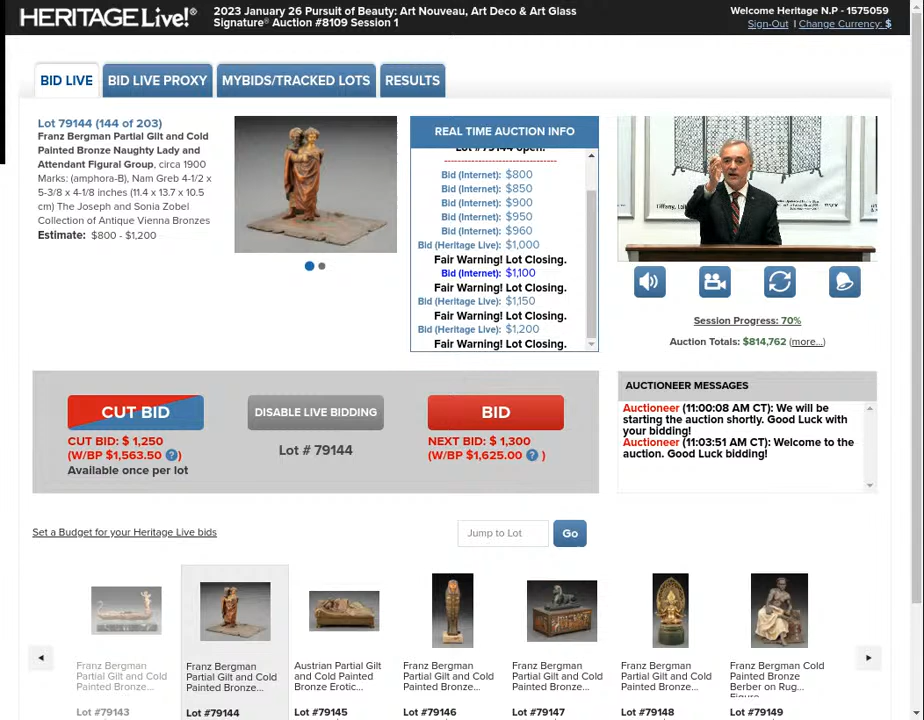 HERITAGE Live!®
2023 January 26 Pursuit of Beauty: Art Nouveau, Art Deco & Art Glass
Signature® Auction #8109 Session 1
Welcome Heritage N.P - 1575059
Sign-Out | Change Currency: $
BID LIVE
BID LIVE PROXY
MYBIDS/TRACKED LOTS
RESULTS
Lot 79144 (144 of 203)
Franz Bergman Partial Gilt and Cold
Painted Bronze Naughty Lady and
Attendant Figural Group, circa 1900
Marks: (amphora-B), Nam Greb 4-1/2 x
5-3/8 x 4-1/8 inches (11.4 x 13.7 x 10.5
cm) The Joseph and Sonia Zobel
Collection of Antique Vienna Bronzes
Estimate: $800 - $1,200
REAL TIME AUCTION INFO
Lot #79144 open.
--------------------------------
Bid (Internet): $800
Bid (Internet): $850
Bid (Internet): $900
Bid (Internet): $950
Bid (Internet): $960
Bid (Heritage Live): $1,000
Fair Warning! Lot Closing.
Bid (Internet): $1,100
Fair Warning! Lot Closing.
Bid (Heritage Live): $1,150
Fair Warning! Lot Closing.
Bid (Heritage Live): $1,200
Fair Warning! Lot Closing.
Tiffany,
Session Progress: 70%
Auction Totals: $814,762 (more...)
CUT BID
CUT BID: $ 1,250
(W/BP $1,563.50 ?)
Available once per lot
DISABLE LIVE BIDDING
Lot # 79144
BID
NEXT BID: $ 1,300
(W/BP $1,625.00 ? )
AUCTIONEER MESSAGES
Auctioneer (11:00:08 AM CT): We will be
starting the auction shortly. Good Luck with
your bidding!
Auctioneer (11:03:51 AM CT): Welcome to the
auction. Good Luck bidding!
Set a Budget for your Heritage Live bids
Jump to Lot
Go
Franz Bergman
Partial Gilt and Cold
Painted Bronze...
Lot #79143
Franz Bergman
Partial Gilt and Cold
Painted Bronze...
Lot #79144
Austrian Partial Gilt
and Cold Painted
Bronze Erotic...
Lot #79145
Franz Bergman
Partial Gilt and Cold
Painted Bronze...
Lot #79146
Franz Bergman
Partial Gilt and Cold
Painted Bronze...
Lot #79147
Franz Bergman
Partial Gilt and Cold
Painted Bronze...
Lot #79148
Franz Bergman Cold
Painted Bronze
Berber on Rug...
Figure
Lot #79149